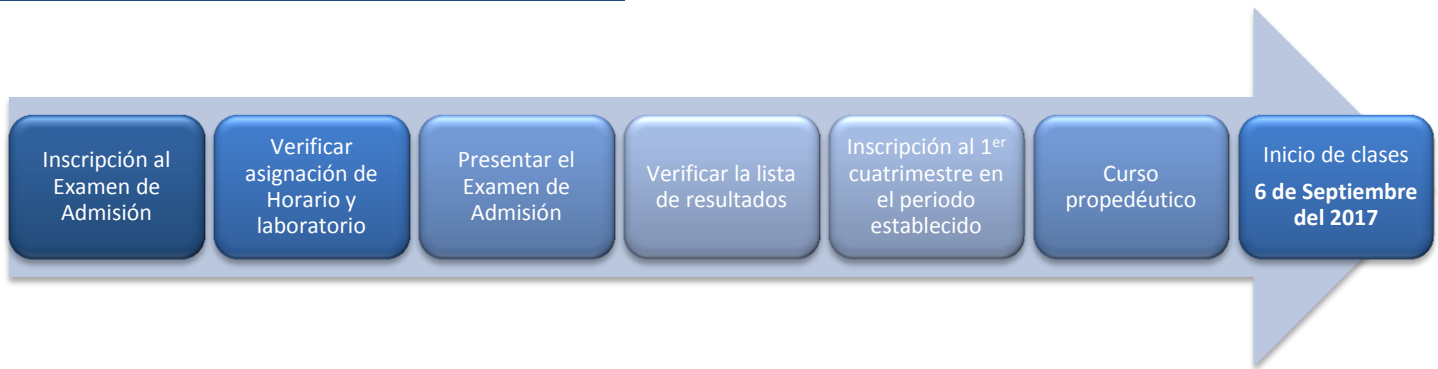 Inscripción al
Examen de
Admisión
Verificar
asignación de
Horario y
laboratorio
Presentar el
Examen de
Admisión
Verificar la lista
de resultados
Inscripción al 1er
cuatrimestre en
el periodo
establecido
Curso
propedéutico
Inicio de clases
6 de Septiembre
del 2017